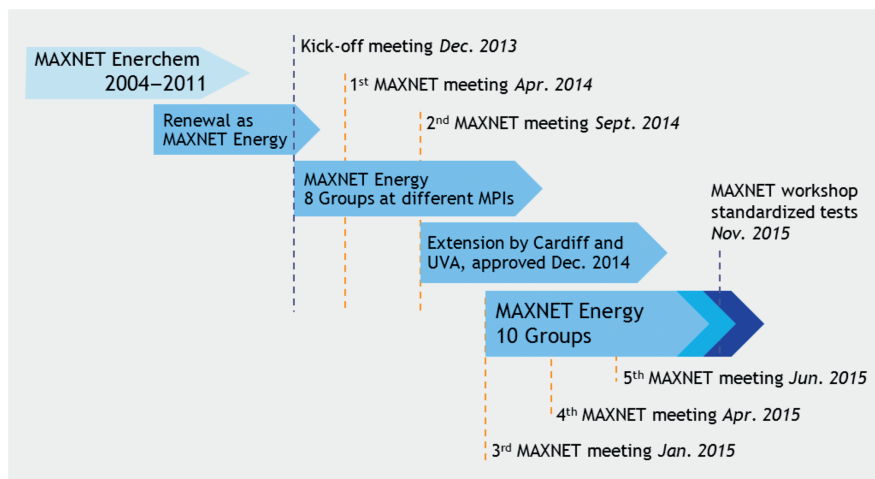 MAXNET Enerchem
2004–2011
Kick-off meeting Dec. 2013
1st MAXNET meeting Apr. 2014
Renewal as
MAXNET Energy
2nd MAXNET meeting Sept. 2014
MAXNET Energy
8 Groups at different MPIs
MAXNET workshop
standardized tests
Nov. 2015
Extension by Cardiff and
UVA, approved Dec. 2014
MAXNET Energy
10 Groups
5th MAXNET meeting Jun. 2015
4th MAXNET meeting Apr. 2015
3rd MAXNET meeting Jan. 2015